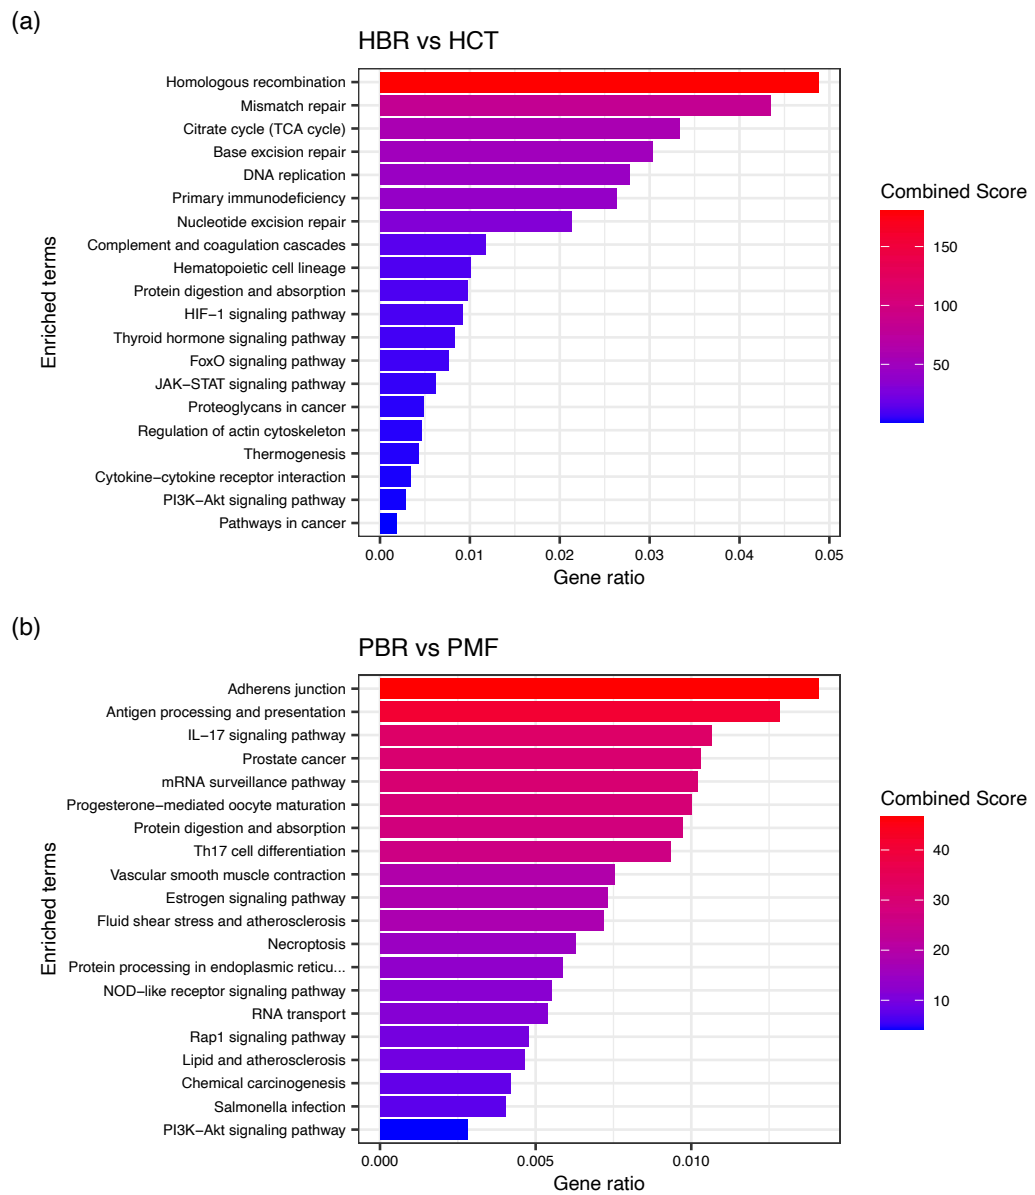 (a)
HBR vs HCT
Enriched terms
Homologous recombination
Mismatch repair
Citrate cycle (TCA cycle)
Base excision repair
DNA replication
Primary immunodeficiency
Nucleotide excision repair
Complement and coagulation cascades
Hematopoietic cell lineage
Protein digestion and absorption
HIF−1 signaling pathway
Thyroid hormone signaling pathway
FoxO signaling pathway
JAK−STAT signaling pathway
Proteoglycans in cancer
Regulation of actin cytoskeleton
Thermogenesis
Cytokine−cytokine receptor interaction
PI3K−Akt signaling pathway
Pathways in cancer
0.00 0.01 0.02 0.03 0.04 0.05
Gene ratio
Combined Score
150
100
50
(b)
PBR vs PMF
Enriched terms
Adherens junction
Antigen processing and presentation
IL−17 signaling pathway
Prostate cancer
mRNA surveillance pathway
Progesterone−mediated oocyte maturation
Protein digestion and absorption
Th17 cell differentiation
Vascular smooth muscle contraction
Estrogen signaling pathway
Fluid shear stress and atherosclerosis
Necroptosis
Protein processing in endoplasmic reticu...
NOD−like receptor signaling pathway
RNA transport
Rap1 signaling pathway
Lipid and atherosclerosis
Chemical carcinogenesis
Salmonella infection
PI3K−Akt signaling pathway
0.000 0.005 0.010
Gene ratio
Combined Score
40
30
20
10